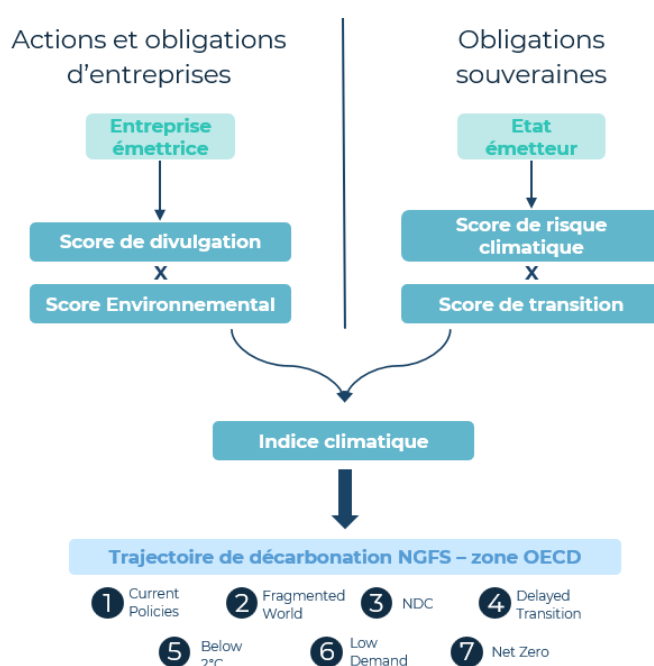 Actions et obligations
d'entreprises
Obligations
souveraines
Entreprise
émettrice
Etat
émetteur
Score de divulgation
X
Score Environnemental
Score de risque
climatique
X
Score de transition
Indice climatique
Trajectoire de décarbonation NGFS – zone OECD
1 Current
Policies
2 Fragmented
World
3 NDC
4 Delayed
Transition
5 Below
2°C
6 Low
Demand
7 Net Zero